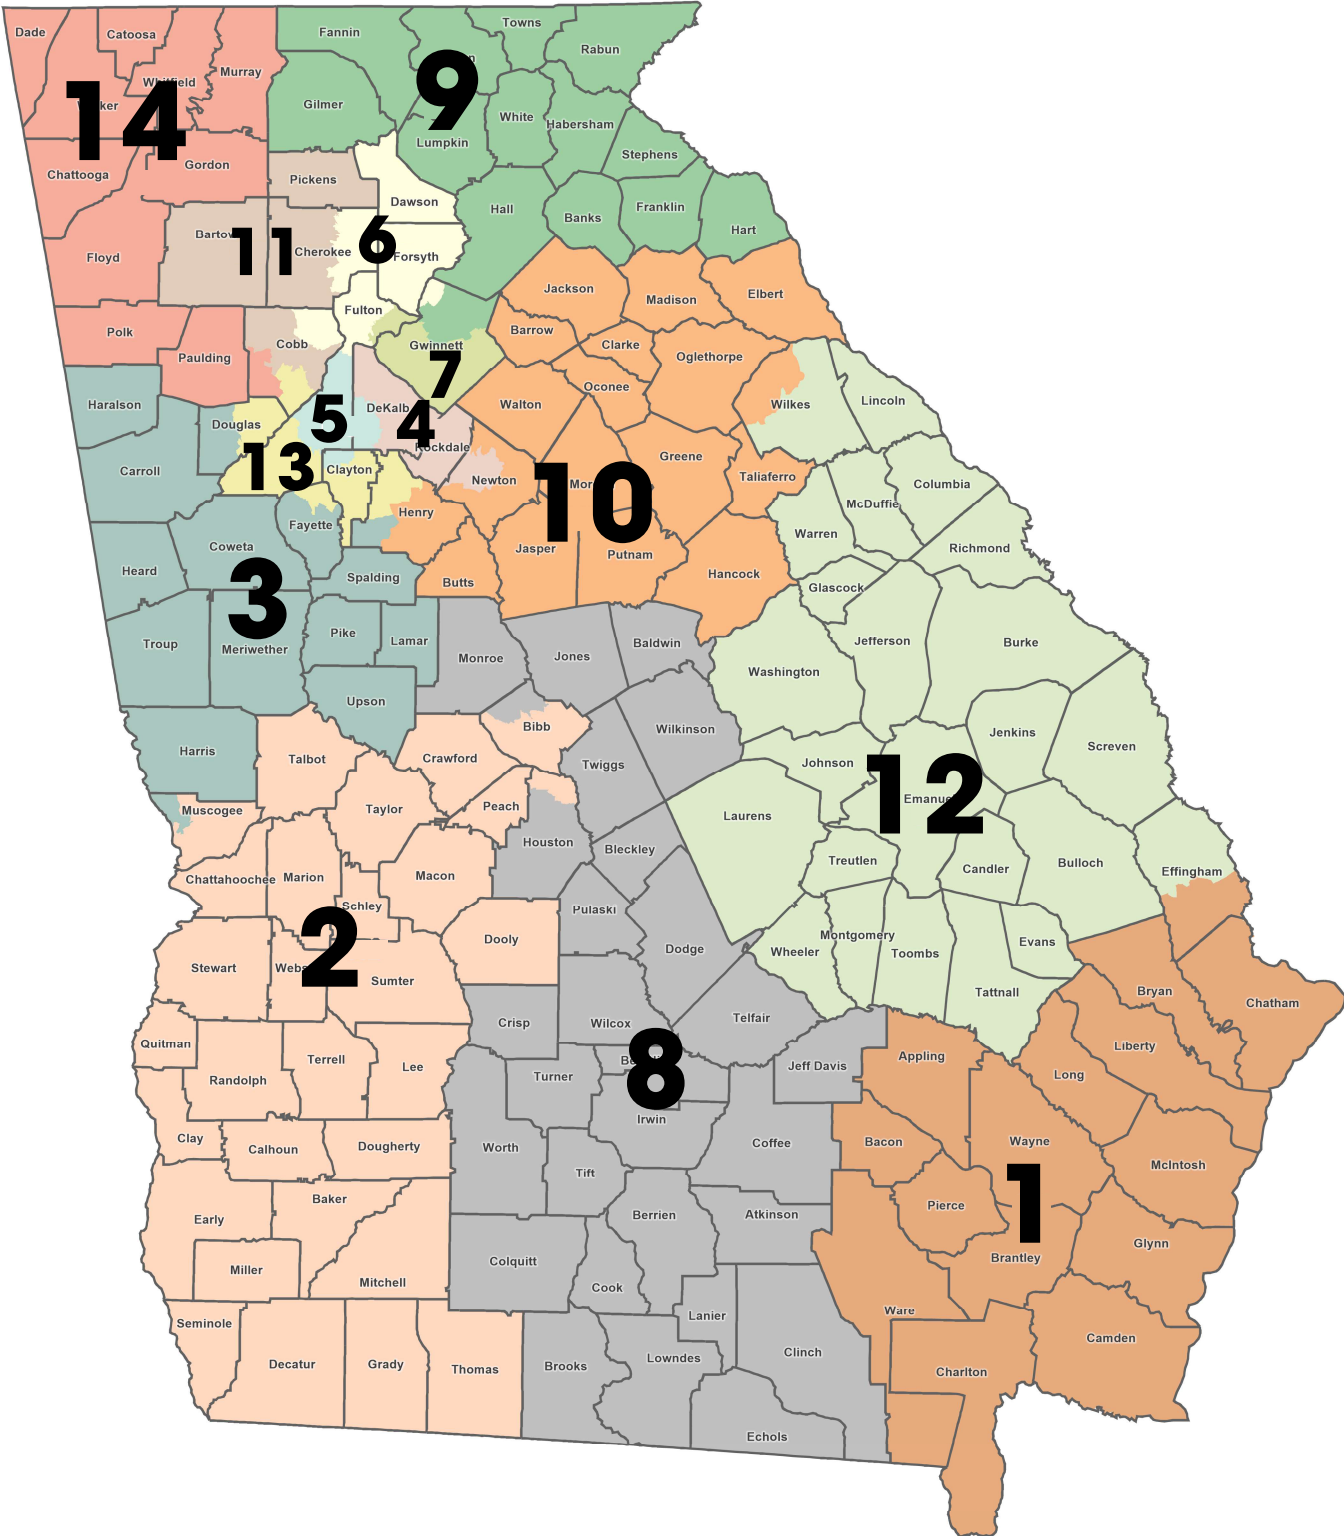 Dade
Catoosa
Fannin
Towns
Rabun
Murray
Whitfield
Gilmer
14
9
White
Habersham
Lumpkin
Stephens
Gordon
Chattooga
Pickens
Dawson
Hall
Banks
Franklin
Hart
11
Cherokee
6
Forsyth
Floyd
Jackson
Madison
Elbert
Fulton
Polk
Paulding
Cobb
Gwinnett
7
Barrow
Clarke
Oglethorpe
Oconee
Haralson
Douglas
5
DeKalb
4
Walton
Wilkes
Lincoln
13
Rockdale
Carroll
Clayton
Newton
10
Greene
Taliaferro
Columbia
McDuffie
Henry
Fayette
Warren
Richmond
Coweta
3
Jasper
Putnam
Hancock
Heard
Spalding
Butts
Glascock
Troup
Meriwether
Pike
Lamar
Monroe
Jones
Baldwin
Jefferson
Burke
Washington
Upson
Harris
Talbot
Crawford
Bibb
Wilkinson
Jenkins
Screven
Twiggs
Johnson
12
Muscogee
Taylor
Peach
Laurens
Houston
Bleckley
Treutlen
Candler
Bulloch
Effingham
Chattahoochee
Marion
Macon
Schley
2
Pulaski
Dooly
Dodge
Montgomery
Wheeler
Toombs
Evans
Stewart
Sumter
Tattnall
Bryan
Chatham
Crisp
Wilcox
Telfair
Quitman
Terrell
Lee
8
Liberty
Appling
Jeff Davis
Long
Randolph
Turner
Irwin
Clay
Calhoun
Dougherty
Worth
Tift
Coffee
Bacon
Wayne
McIntosh
1
Baker
Early
Berrien
Atkinson
Pierce
Brantley
Glynn
Miller
Mitchell
Colquitt
Cook
Lanier
Ware
Seminole
Decatur
Grady
Thomas
Brooks
Lowndes
Clinch
Charlton
Camden
Echols